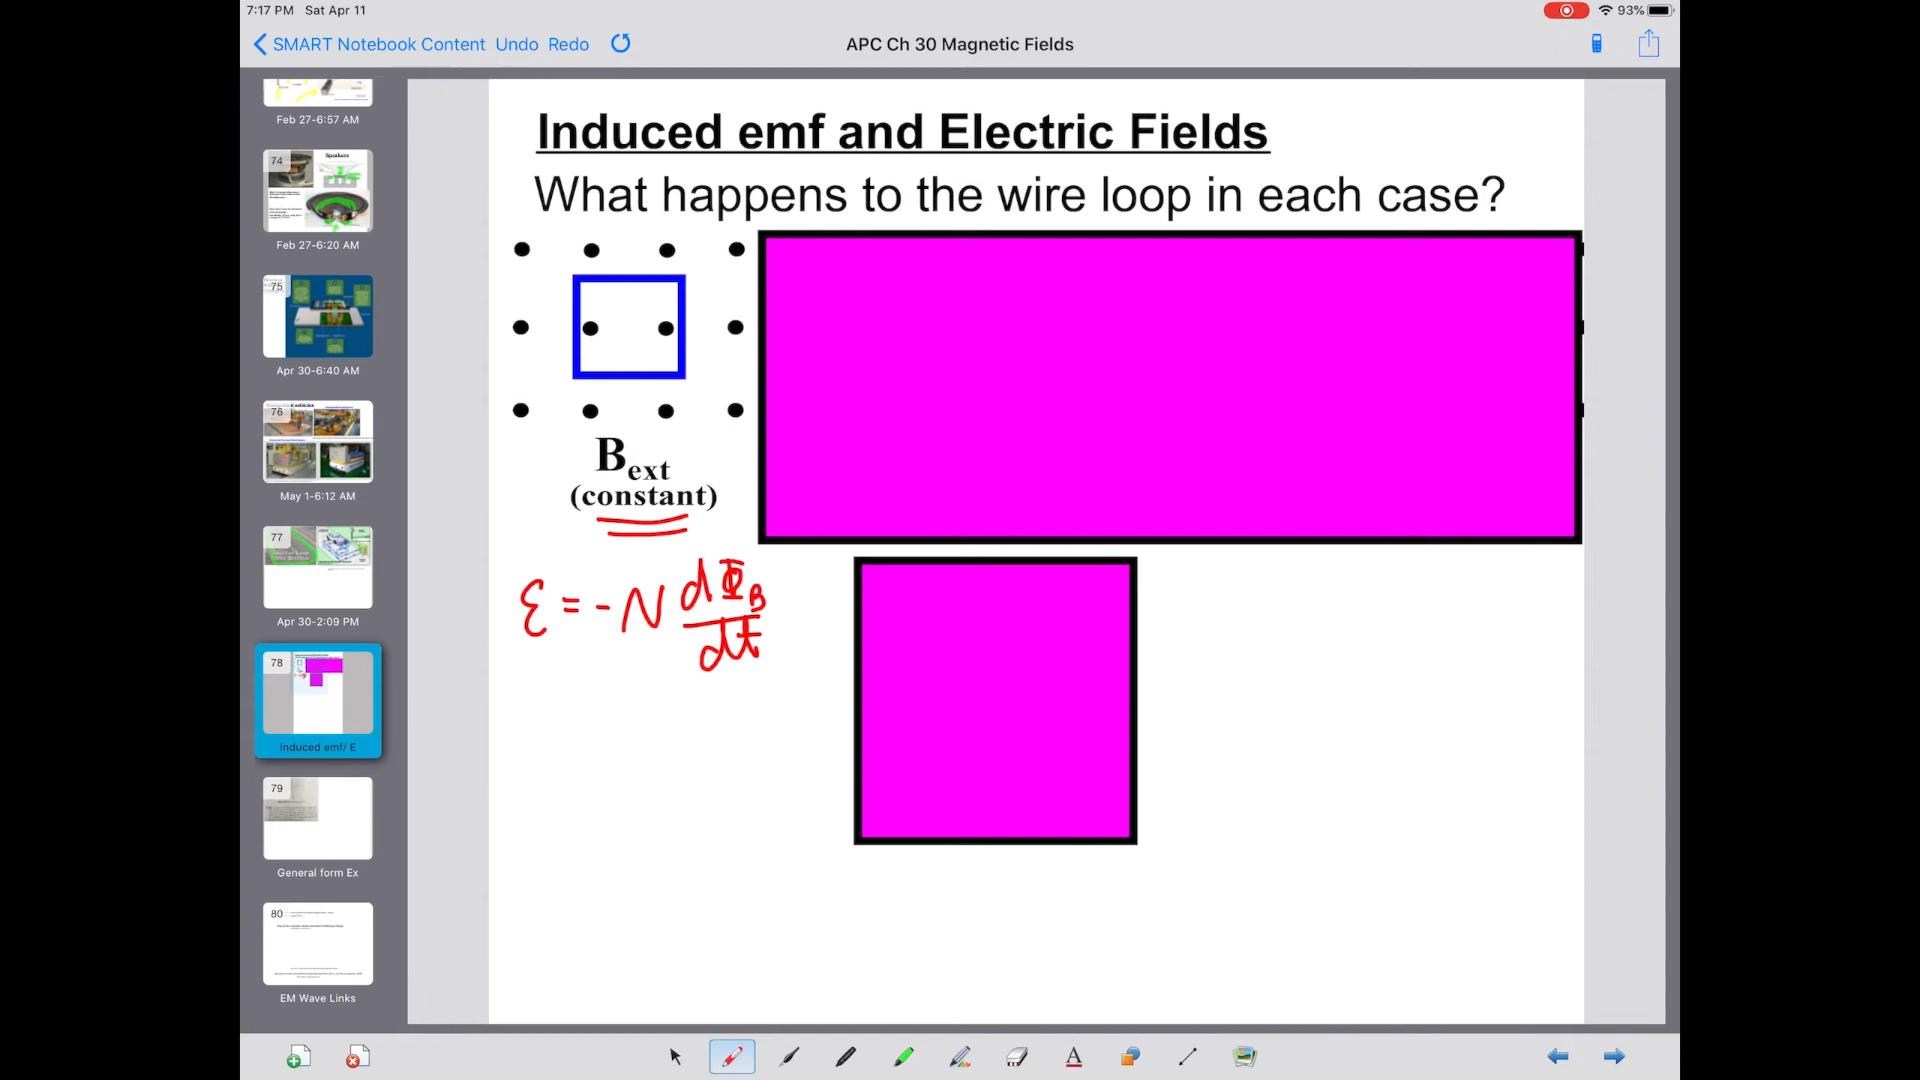 7:17 PM Sat Apr 11
93%
SMART Notebook Content Undo Redo
APC Ch 30 Magnetic Fields
Feb 27-6:57 AM
74
Speakers
Feb 27-6:20 AM
75
Apr 30-6:40 AM
76
May 1-6:12 AM
77
Apr 30-2:09 PM
78
Induced emf/ E
79
General form Ex
80
EM Wave Links
Induced emf and Electric Fields
What happens to the wire loop in each case?
B_ext
(constant)
ℰ = -N dΦ_B/dt
A